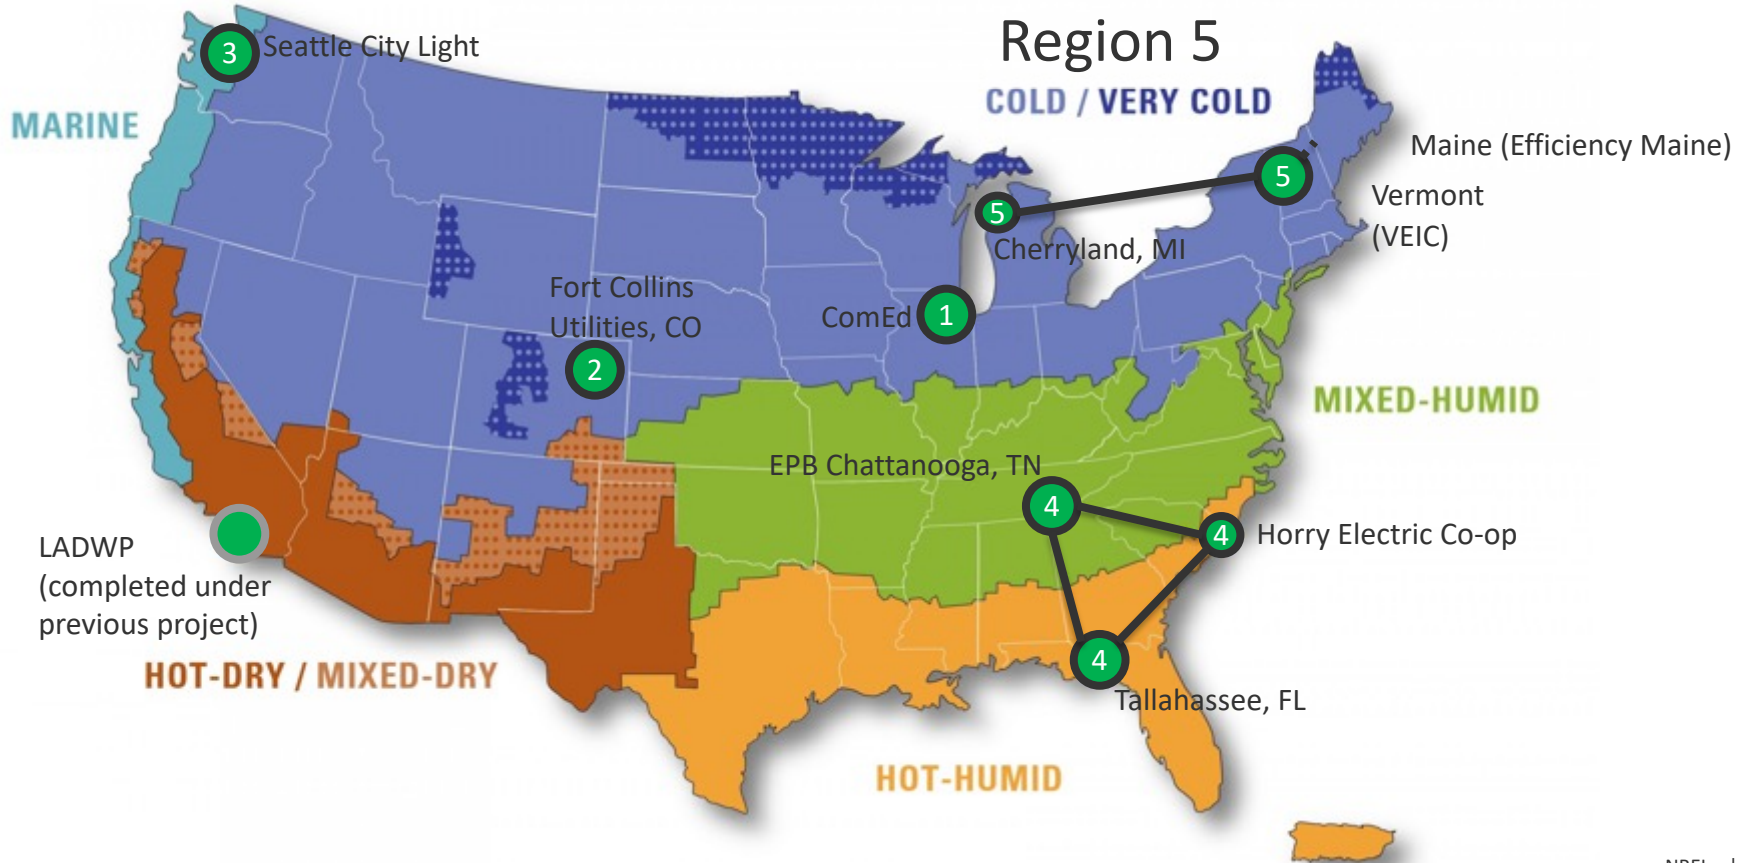 Region 5
COLD / VERY COLD
3
Seattle City Light
MARINE
Maine (Efficiency Maine)
5
Vermont
(VEIC)
5
Cherryland, MI
Fort Collins
Utilities, CO
ComEd
1
2
MIXED-HUMID
EPB Chattanooga, TN
4
4
Horry Electric Co-op
LADWP
(completed under
previous project)
HOT-DRY / MIXED-DRY
4
Tallahassee, FL
HOT-HUMID